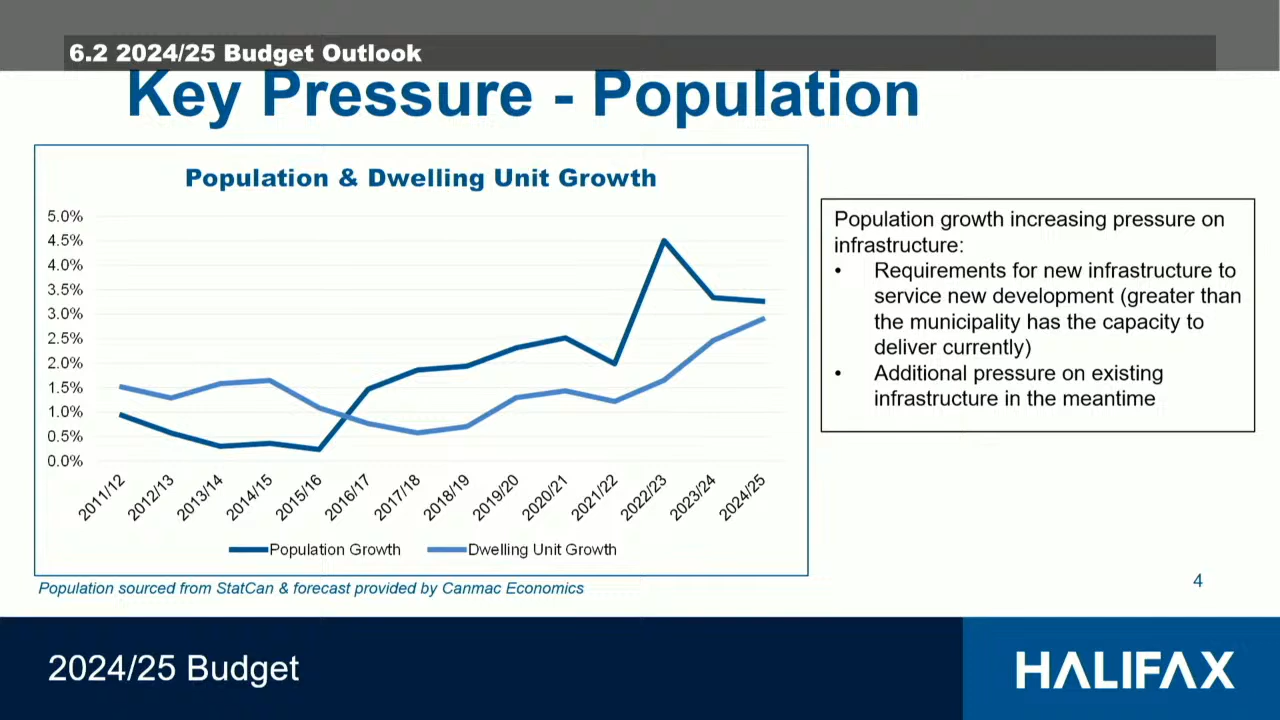 6.2 2024/25 Budget Outlook
Key Pressure - Population
Population & Dwelling Unit Growth
5.0%
4.5%
4.0%
3.5%
3.0%
2.5%
2.0%
1.5%
1.0%
0.5%
0.0%
2011/12
2012/13
2013/14
2014/15
2015/16
2016/17
2017/18
2018/19
2019/20
2020/21
2021/22
2022/23
2023/24
2024/25
Population Growth
Dwelling Unit Growth
Population sourced from StatCan & forecast provided by Canmac Economics
Population growth increasing pressure on
infrastructure:
• Requirements for new infrastructure to
service new development (greater than
the municipality has the capacity to
deliver currently)
• Additional pressure on existing
infrastructure in the meantime
4
2024/25 Budget
HALIFAX